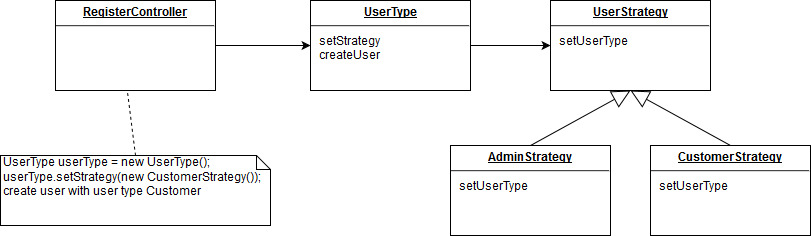 RegisterController
UserType
setStrategy
createUser
UserStrategy
setUserType
UserType userType = new UserType();
userType.setStrategy(new CustomerStrategy());
create user with user type Customer
AdminStrategy
setUserType
CustomerStrategy
setUserType